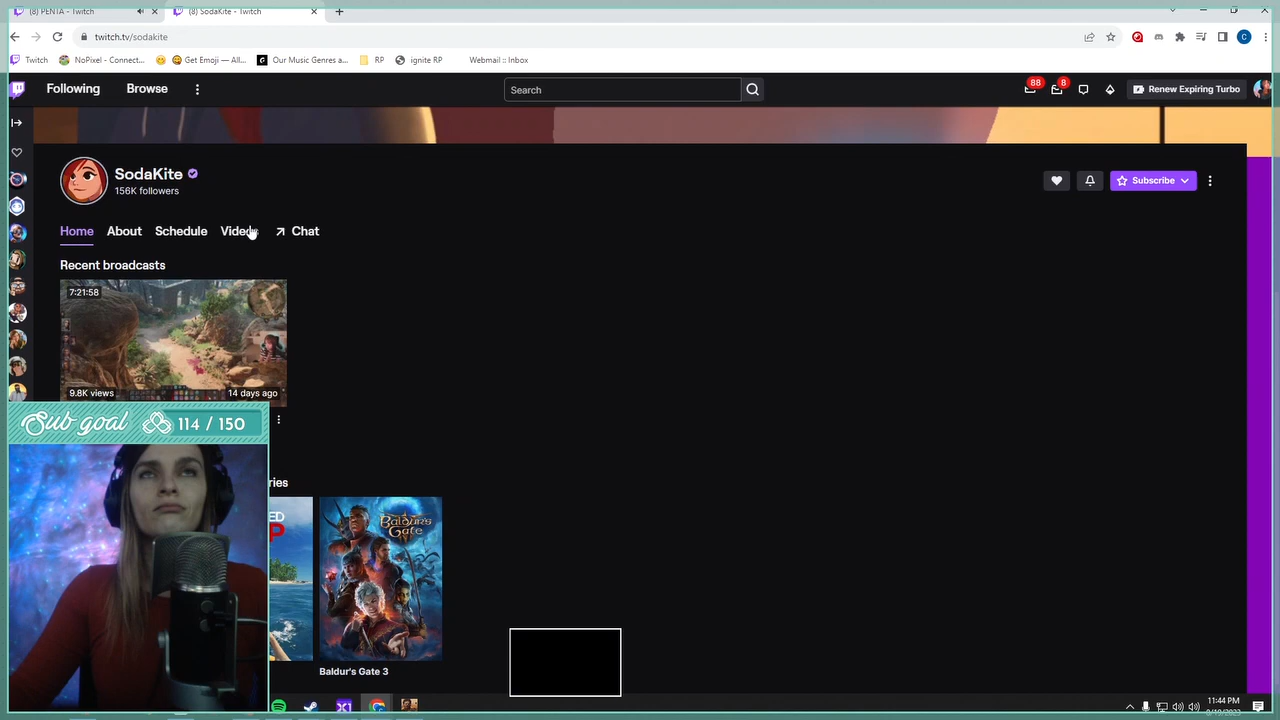 (8) PENTA - Twitch
(8) SodaKite - Twitch
twitch.tv/sodakite
Twitch
NoPixel - Connect...
Get Emoji — All...
Our Music Genres a...
RP
ignite RP
Webmail :: Inbox
Following
Browse
Search
88
8
Renew Expiring Turbo
SodaKite
156K followers
Subscribe
Home
About
Schedule
Videos
Chat
Recent broadcasts
7:21:58
9.8K views
14 days ago
Sub goal
114 / 150
ries
ED
P
Baldur's Gate
Baldur's Gate 3
11:44 PM